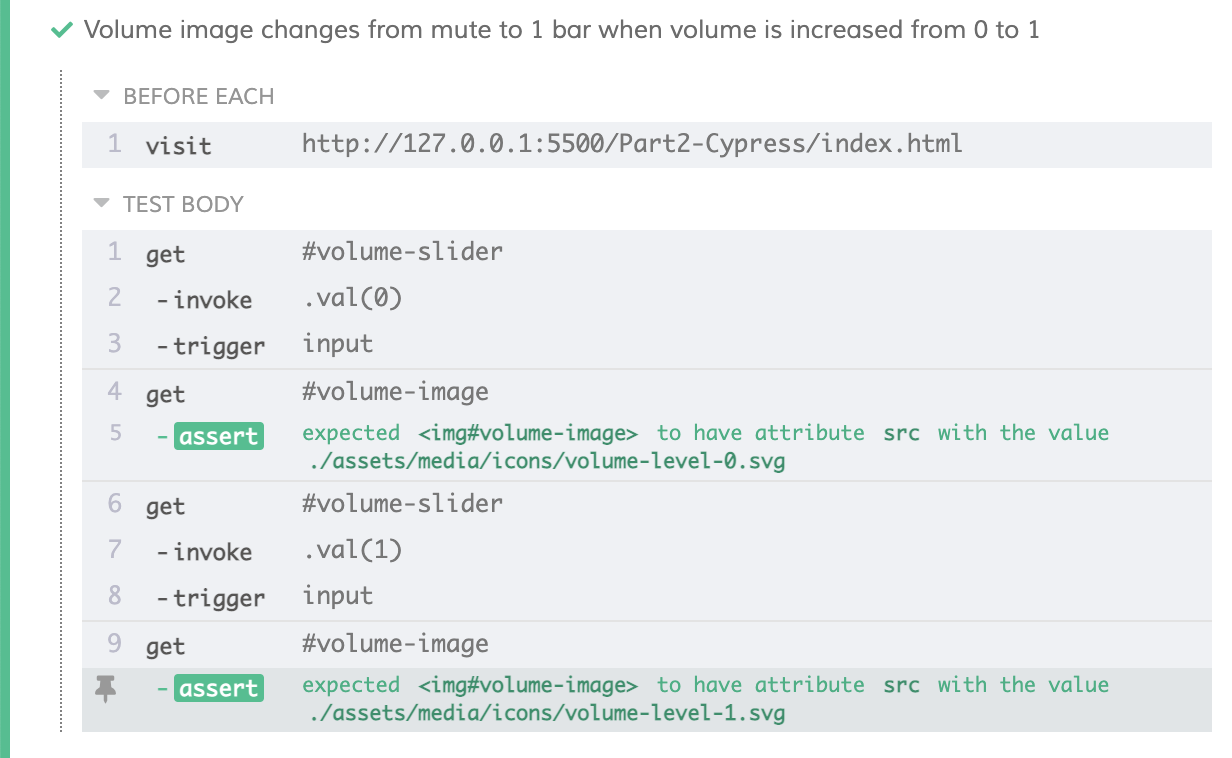 Volume image changes from mute to 1 bar when volume is increased from 0 to 1
BEFORE EACH
1 visit http://127.0.0.1:5500/Part2-Cypress/index.html
TEST BODY
1 get #volume-slider
2 -invoke .val(0)
3 -trigger input
4 get #volume-image
5 -assert expected <img#volume-image> to have attribute src with the value
./assets/media/icons/volume-level-0.svg
6 get #volume-slider
7 -invoke .val(1)
8 -trigger input
9 get #volume-image
-assert expected <img#volume-image> to have attribute src with the value
./assets/media/icons/volume-level-1.svg